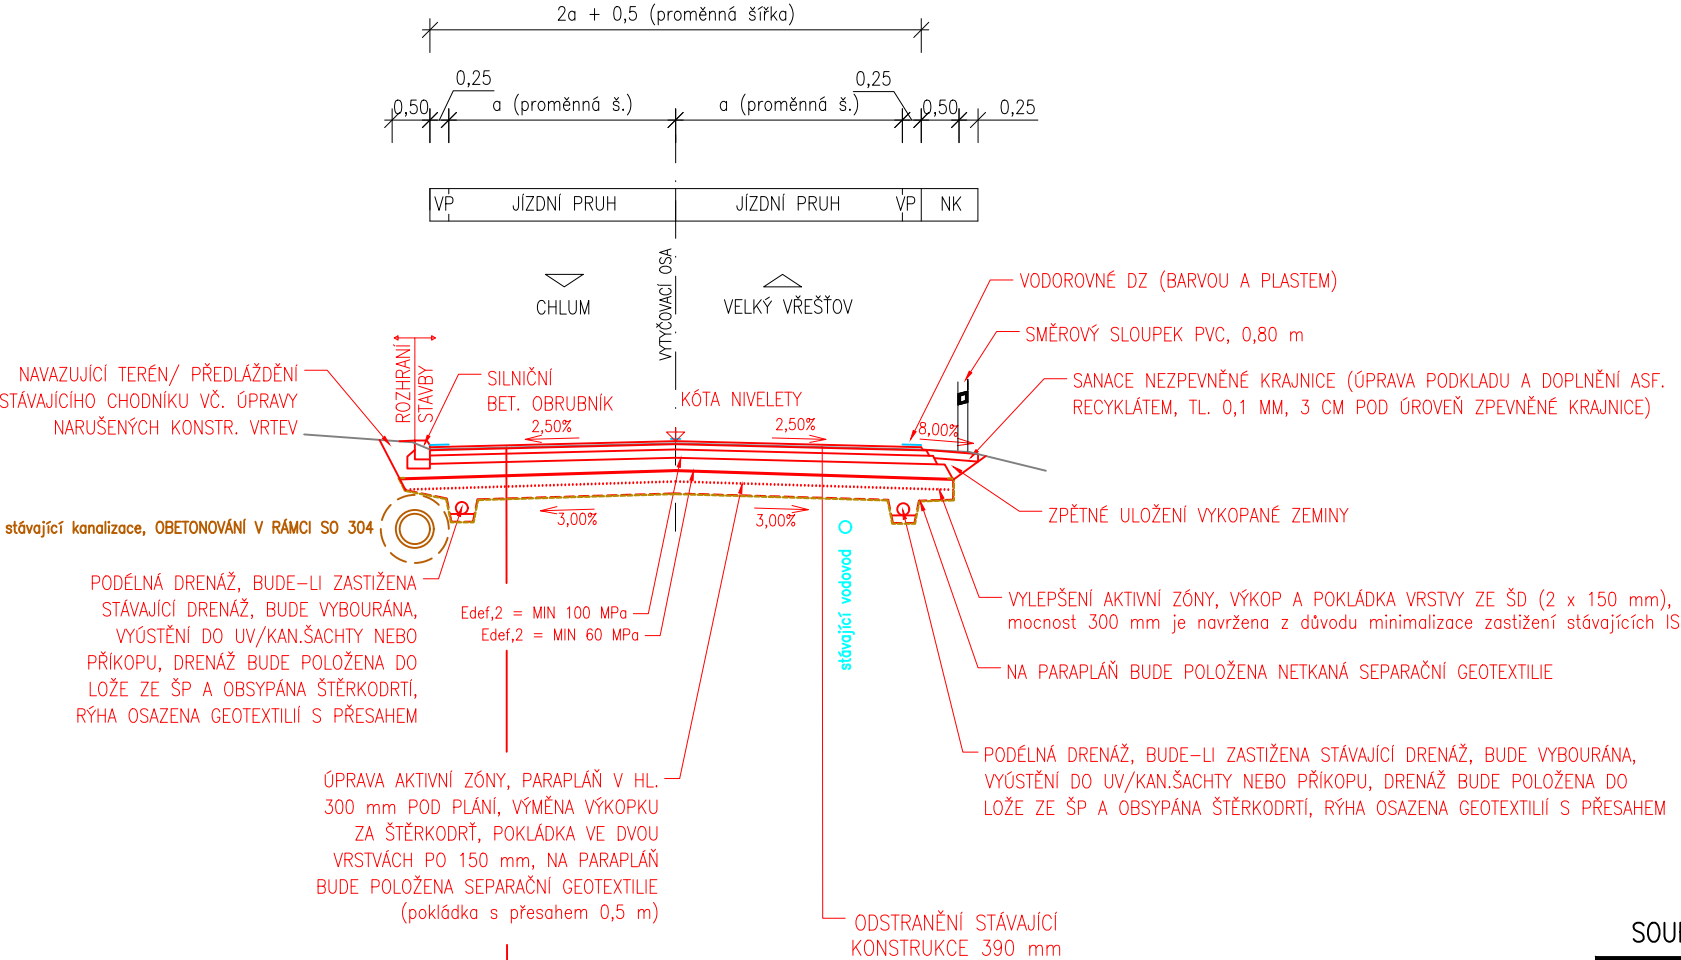 2a + 0,5 (proměnná šířka)
0,25
0,25
0,50
a (proměnná š.)
a (proměnná š.)
0,50
0,25
VP
JÍZDNÍ PRUH
JÍZDNÍ PRUH
VP
NK
VYTYČOVACÍ OSA
CHLUM
VELKÝ VŘEŠŤOV
VODOROVNÉ DZ (BARVOU A PLASTEM)
SMĚROVÝ SLOUPEK PVC, 0,80 m
ROZHRANÍ
STAVBY
NAVAZUJÍCÍ TERÉN/ PŘEDLÁŽDĚNÍ
STÁVAJÍCÍHO CHODNÍKU VČ. ÚPRAVY
NARUŠENÝCH KONSTR. VRTEV
SILNIČNÍ
BET. OBRUBNÍK
KÓTA NIVELETY
SANACE NEZPEVNĚNÉ KRAJNICE (ÚPRAVA PODKLADU A DOPLNĚNÍ ASF.
RECYKLÁTEM, TL. 0,1 MM, 3 CM POD ÚROVEŇ ZPEVNĚNÉ KRAJNICE)
2,50%
2,50%
8,00%
3,00%
3,00%
ZPĚTNÉ ULOŽENÍ VYKOPANÉ ZEMINY
stávající kanalizace, OBETONOVÁNÍ V RÁMCI SO 304
stávající vodovod
PODÉLNÁ DRENÁŽ, BUDE-LI ZASTIŽENA
STÁVAJÍCÍ DRENÁŽ, BUDE VYBOURÁNA,
VYÚSTĚNÍ DO UV/KAN.ŠACHTY NEBO
PŘÍKOPU, DRENÁŽ BUDE POLOŽENA DO
LOŽE ZE ŠP A OBSYPÁNA ŠTĚRKODRTÍ,
RÝHA OSAZENA GEOTEXTILIÍ S PŘESAHEM
Edef,2 = MIN 100 MPa
Edef,2 = MIN 60 MPa
VYLEPŠENÍ AKTIVNÍ ZÓNY, VÝKOP A POKLÁDKA VRSTVY ZE ŠD (2 x 150 mm),
mocnost 300 mm je navržena z důvodu minimalizace zastižení stávajících IS
NA PARAPLÁŇ BUDE POLOŽENA NETKANÁ SEPARAČNÍ GEOTEXTILIE
PODÉLNÁ DRENÁŽ, BUDE-LI ZASTIŽENA STÁVAJÍCÍ DRENÁŽ, BUDE VYBOURÁNA,
VYÚSTĚNÍ DO UV/KAN.ŠACHTY NEBO PŘÍKOPU, DRENÁŽ BUDE POLOŽENA DO
LOŽE ZE ŠP A OBSYPÁNA ŠTĚRKODRTÍ, RÝHA OSAZENA GEOTEXTILIÍ S PŘESAHEM
ÚPRAVA AKTIVNÍ ZÓNY, PARAPLÁŇ V HL.
300 mm POD PLÁNÍ, VÝMĚNA VÝKOPKU
ZA ŠTĚRKODRŤ, POKLÁDKA VE DVOU
VRSTVÁCH PO 150 mm, NA PARAPLÁŇ
BUDE POLOŽENA SEPARAČNÍ GEOTEXTILIE
(pokládka s přesahem 0,5 m)
ODSTRANĚNÍ STÁVAJÍCÍ
KONSTRUKCE 390 mm